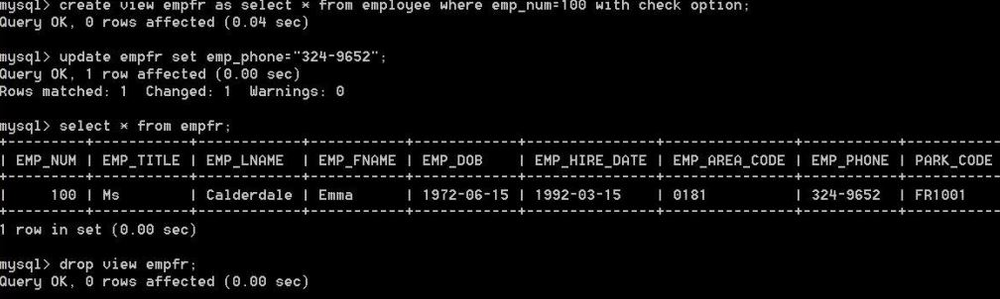 mysql> create view empfr as select * from employee where emp_num=100 with check option;
Query OK, 0 rows affected (0.04 sec)
mysql> update empfr set emp_phone="324-9652";
Query OK, 1 row affected (0.00 sec)
Rows matched: 1  Changed: 1  Warnings: 0
mysql> select * from empfr;
+---------+-----------+------------+-----------+------------+---------------+---------------+-----------+-----------
| EMP_NUM | EMP_TITLE | EMP_LNAME | EMP_FNAME | EMP_DOB | EMP_HIRE_DATE | EMP_AREA_CODE | EMP_PHONE | PARK_CODE
+---------+-----------+------------+-----------+------------+---------------+---------------+-----------+-----------
| 100 | Ms | Calderdale | Emma | 1972-06-15 | 1992-03-15 | 0181 | 324-9652 | FR1001
+---------+-----------+------------+-----------+------------+---------------+---------------+-----------+-----------
1 row in set (0.00 sec)
mysql> drop view empfr;
Query OK, 0 rows affected (0.00 sec)